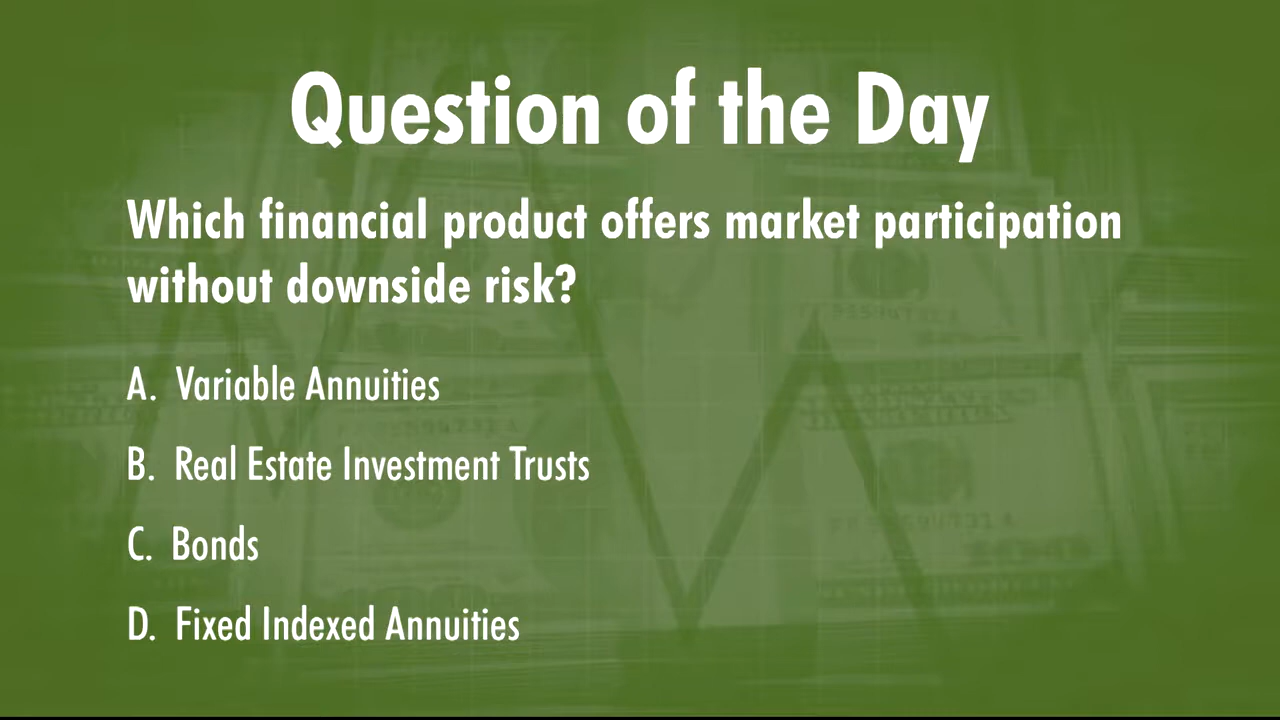 Question of the Day
Which financial product offers market participation
without downside risk?
A. Variable Annuities
B. Real Estate Investment Trusts
C. Bonds
D. Fixed Indexed Annuities